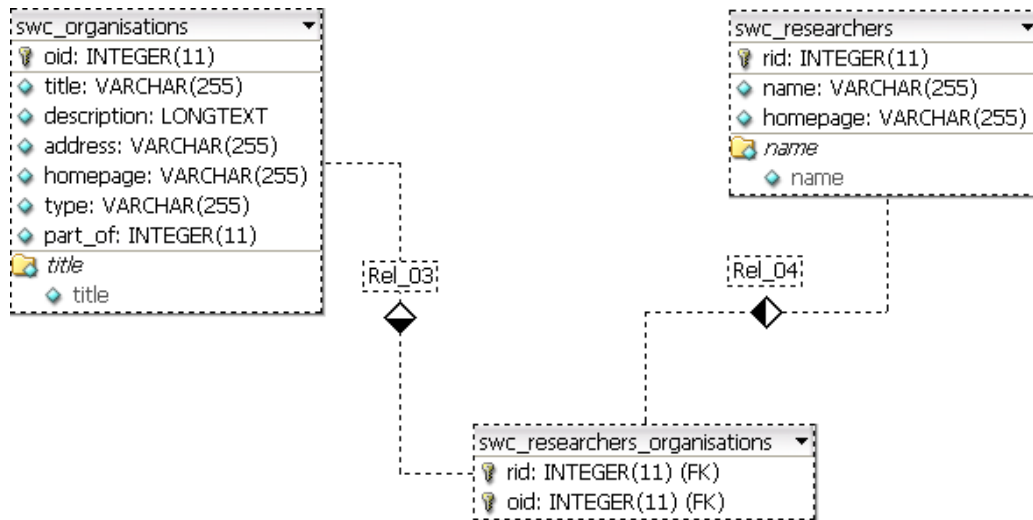 swc_organisations
oid: INTEGER(11)
title: VARCHAR(255)
description: LONGTEXT
address: VARCHAR(255)
homepage: VARCHAR(255)
type: VARCHAR(255)
part_of: INTEGER(11)
title
title
swc_researchers
rid: INTEGER(11)
name: VARCHAR(255)
homepage: VARCHAR(255)
name
name
Rel_03
Rel_04
swc_researchers_organisations
rid: INTEGER(11) (FK)
oid: INTEGER(11) (FK)